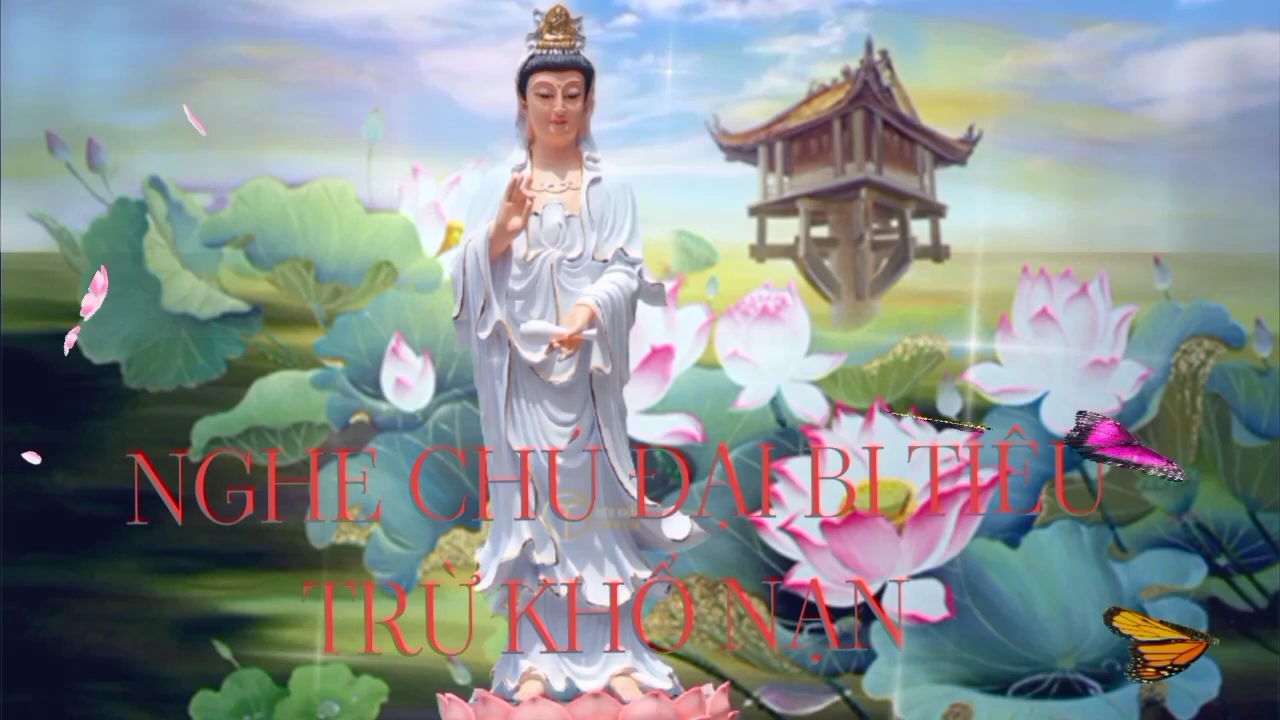 NGHE CHÚ ĐẠI BI TIÊU
TRỪ KHỔ NẠN